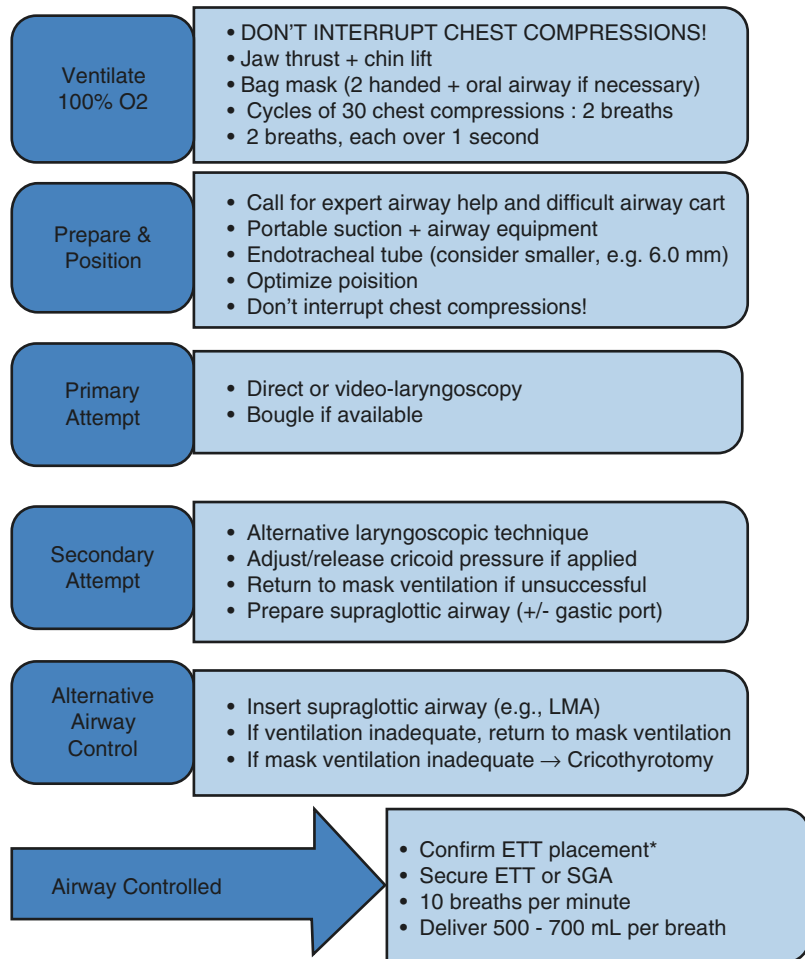 Ventilate
100% O2
• DON'T INTERRUPT CHEST COMPRESSIONS!
• Jaw thrust + chin lift
• Bag mask (2 handed + oral airway if necessary)
• Cycles of 30 chest compressions : 2 breaths
• 2 breaths, each over 1 second
Prepare &
Position
• Call for expert airway help and difficult airway cart
• Portable suction + airway equipment
• Endotracheal tube (consider smaller, e.g. 6.0 mm)
• Optimize poisition
• Don't interrupt chest compressions!
Primary
Attempt
• Direct or video-laryngoscopy
• Bougle if available
Secondary
Attempt
• Alternative laryngoscopic technique
• Adjust/release cricoid pressure if applied
• Return to mask ventilation if unsuccessful
• Prepare supraglottic airway (+/- gastic port)
Alternative
Airway
Control
• Insert supraglottic airway (e.g., LMA)
• If ventilation inadequate, return to mask ventilation
• If mask ventilation inadequate → Cricothyrotomy
Airway Controlled
• Confirm ETT placement*
• Secure ETT or SGA
• 10 breaths per minute
• Deliver 500 - 700 mL per breath